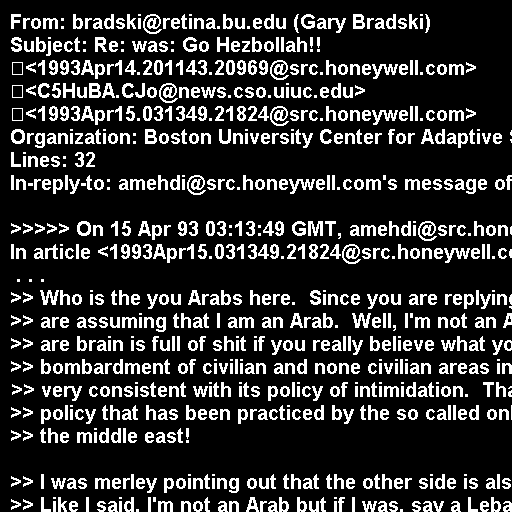 From: bradski@retina.bu.edu (Gary Bradski)
Subject: Re: was: Go Hezbollah!!
<1993Apr14.201143.20969@src.honeywell.com>
<C5HuBA.CJo@news.cso.uiuc.edu>
<1993Apr15.031349.21824@src.honeywell.com>
Organization: Boston University Center for Adaptive
Lines: 32
In-reply-to: amehdi@src.honeywell.com's message of
>>>>> On 15 Apr 93 03:13:49 GMT, amehdi@src.hone
In article <1993Apr15.031349.21824@src.honeywell.c
. . .
>> Who is the you Arabs here.  Since you are replying
>> are assuming that I am an Arab.  Well, I'm not an A
>> are brain is full of shit if you really believe what yo
>> bombardment of civilian and none civilian areas in
>> very consistent with its policy of intimidation.  Tha
>> policy that has been practiced by the so called onl
>> the middle east!
>> I was merley pointing out that the other side is als
>> Like I said, I'm not an Arab but if I was, say a Leba